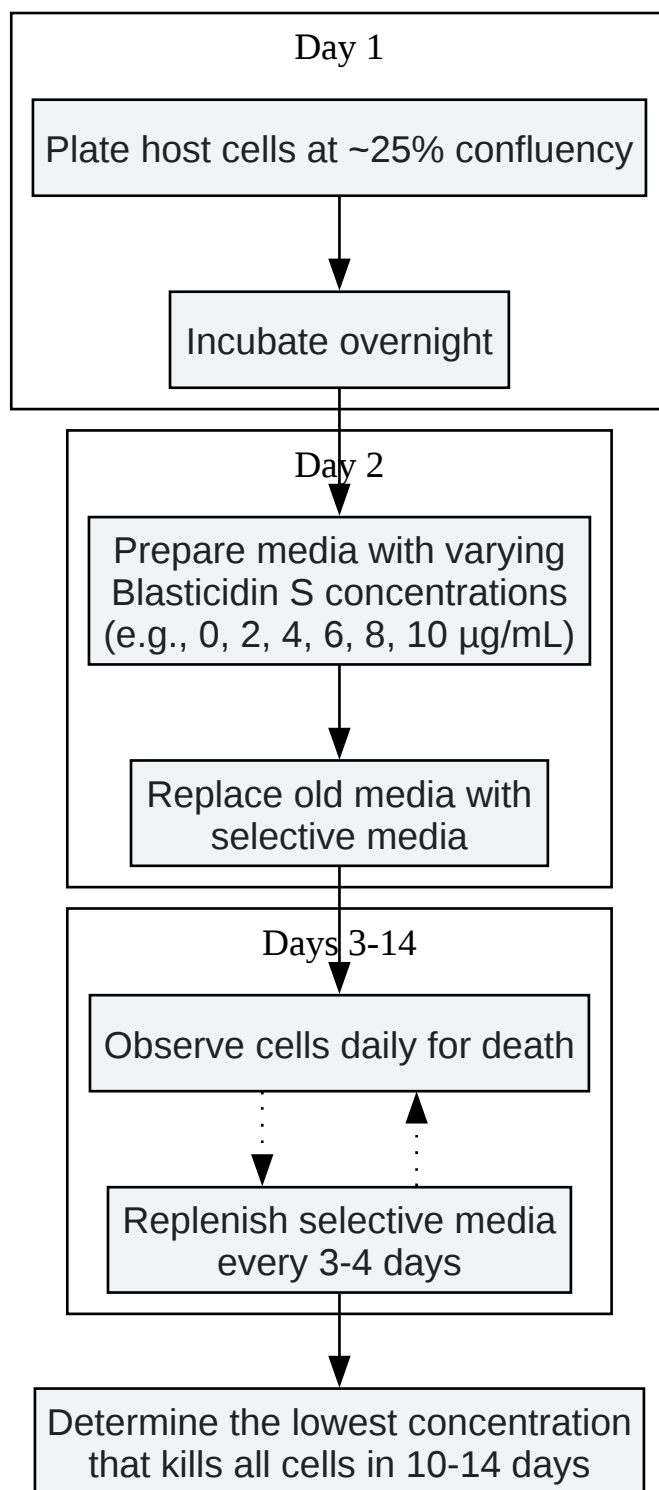 Day 1
Plate host cells at ~25% confluency
Incubate overnight
Day 2
Prepare media with varying
Blasticidin S concentrations
(e.g., 0, 2, 4, 6, 8, 10 µg/mL)
Replace old media with
selective media
Days 3-14
Observe cells daily for death
Replenish selective media
every 3-4 days
Determine the lowest concentration
that kills all cells in 10-14 days